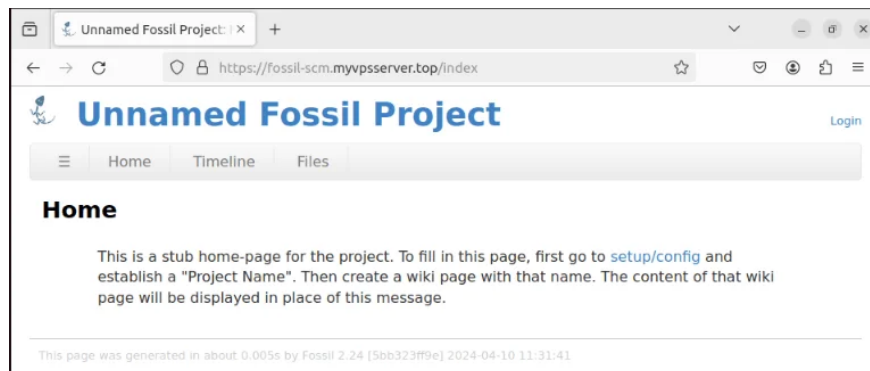 Unnamed Fossil Project:
https://fossil-scm.myvpsserver.top/index
Unnamed Fossil Project
Login
Home Timeline Files
Home
This is a stub home-page for the project. To fill in this page, first go to setup/config and
establish a "Project Name". Then create a wiki page with that name. The content of that wiki
page will be displayed in place of this message.
This page was generated in about 0.005s by Fossil 2.24 [5bb323ff9e] 2024-04-10 11:31:41